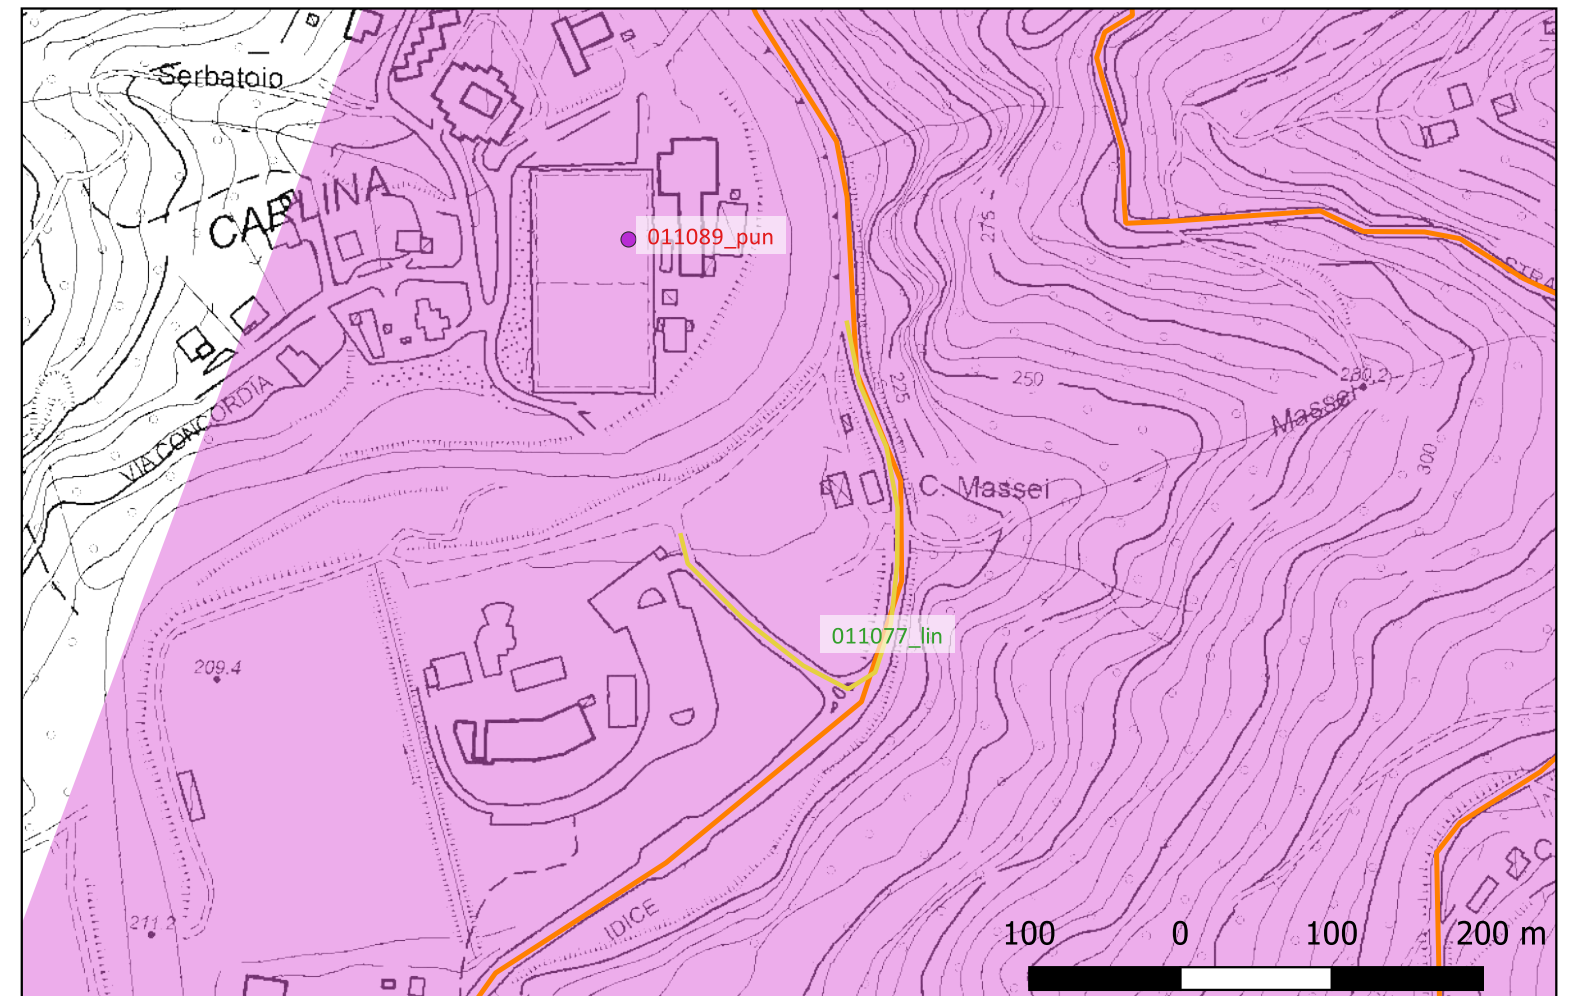 Serbatoio
CARLINA
011089_pun
275
STRA
VIA CONCORDIA
225
250
280.2
Massei
300
C. Massei
011077_lin
209.4
211.2
IDICE
C
100 0 100 200 m